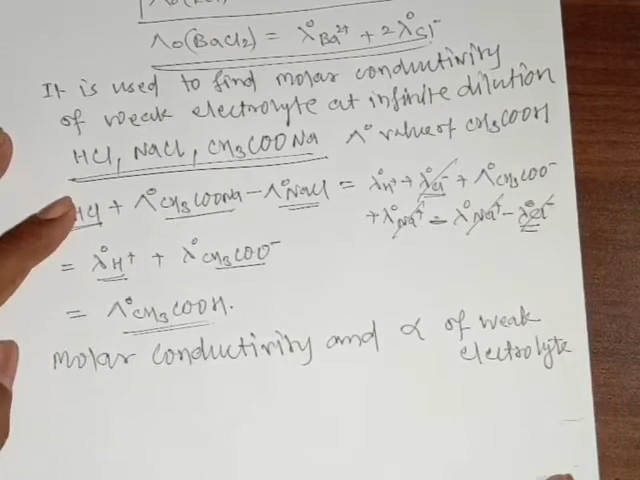 Λo(BaCl2) = λ°Ba²⁺ + 2λ°Cl⁻
It is used to find molar conductivity
of weak electrolyte at infinite dilution
HCl, NaCl, CH3COONa Λ° value of CH3COOH
HCl + Λ°CH3COONa − Λ°NaCl = λ°H⁺ + λ°Cl⁻ + Λ°CH3COO⁻
+ λ°Na⁺ − λ°Na⁺ − λ°Cl⁻
= λ°H⁺ + λ°CH3COO⁻
= Λ°CH3COOH.
Molar conductivity and α of weak
electrolyte